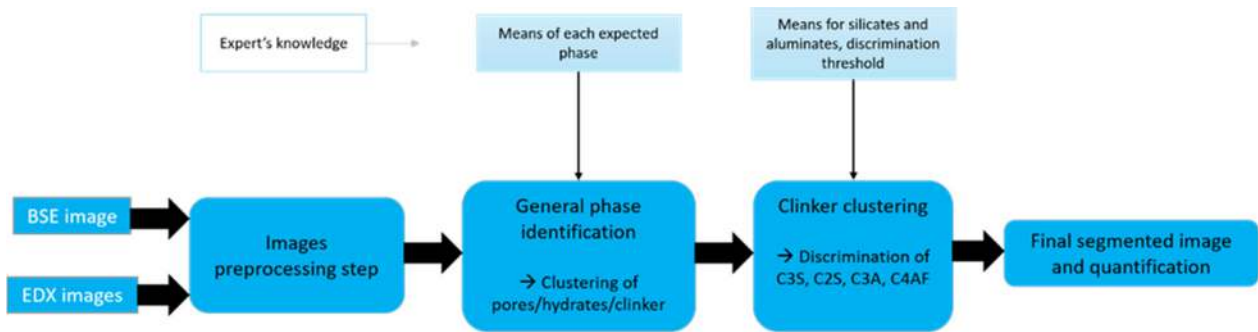 Expert's knowledge
Means of each expected
phase
Means for silicates and
aluminates, discrimination
threshold
BSE image
EDX images
Images
preprocessing step
General phase
identification
→ Clustering of
pores/hydrates/clinker
Clinker clustering
→ Discrimination of
C3S, C2S, C3A, C4AF
Final segmented image
and quantification